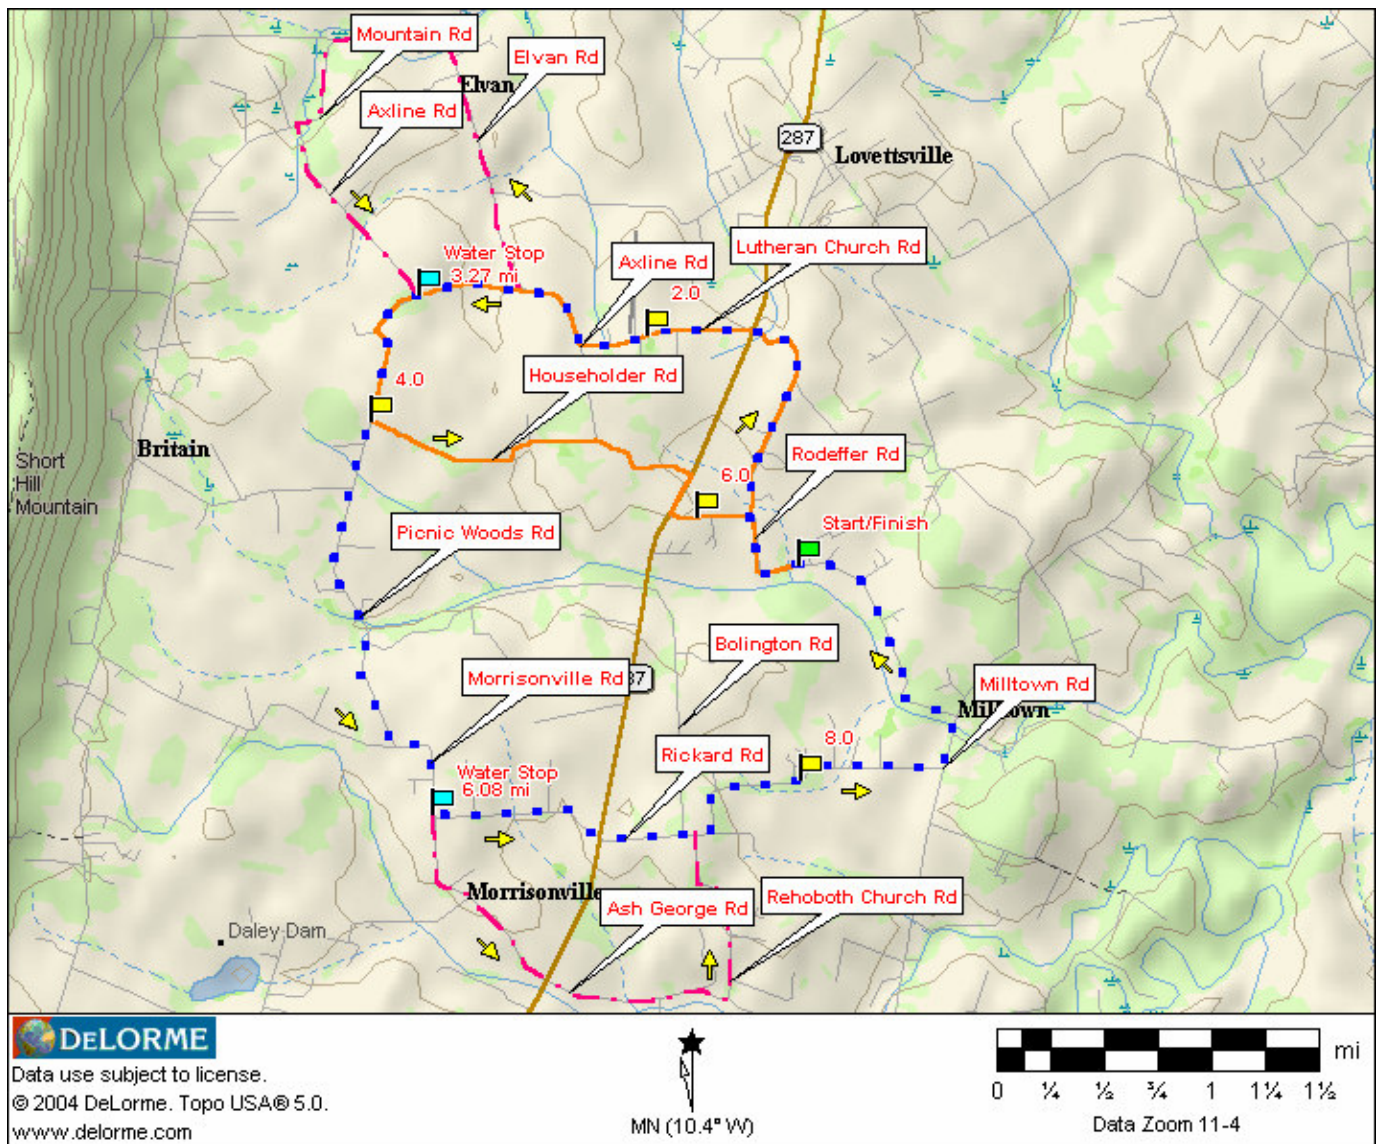 Mountain Rd
Elvan Rd
Elvan
Axline Rd
287
Lovettsville
Water Stop
3.27 mi
Axline Rd
Lutheran Church Rd
2.0
Householder Rd
4.0
Britain
Short
Hill
Mountain
Rodeffer Rd
6.0
Start/Finish
Picnic Woods Rd
Bolington Rd
Morrisonville Rd
87
Milltown Rd
Milltown
Rickard Rd
8.0
Water Stop
6.08 mi
Morrisonville
Ash George Rd
Rehoboth Church Rd
Daley Dam
DELORME
Data use subject to license.
© 2004 DeLorme. Topo USA® 5.0.
www.delorme.com
MN (10.4° W)
mi
0 ¼ ½ ¾ 1 1¼ 1½
Data Zoom 11-4